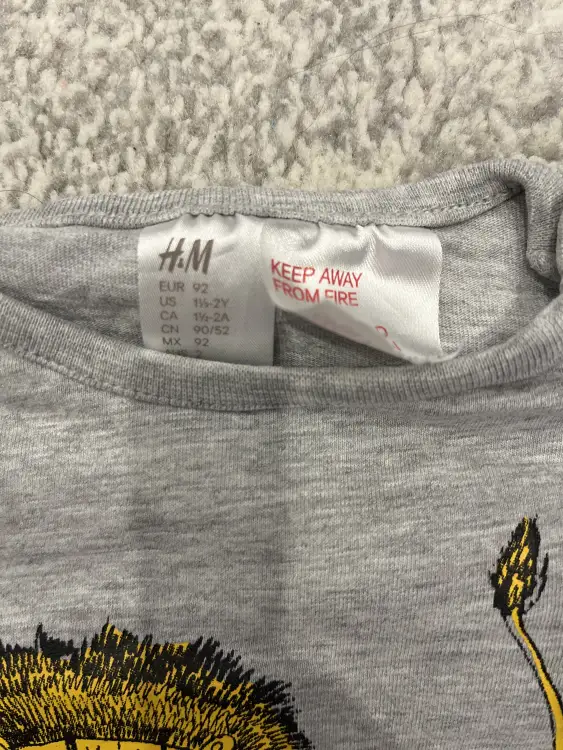 H&M
EUR 92
US 1½-2Y
CA 1½-2A
CN 90/52
MX 92
KEEP AWAY
FROM FIRE